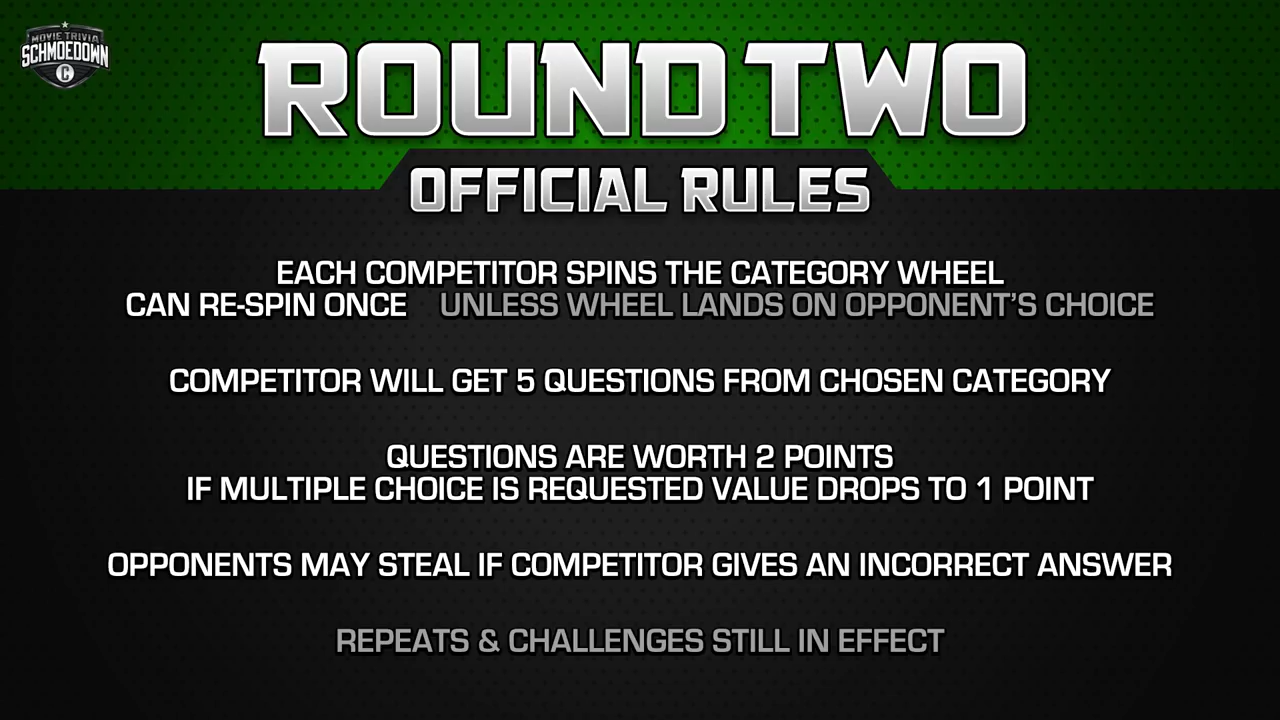 MOVIE TRIVIA
SCHMOEDOWN
C
ROUND TWO
OFFICIAL RULES
EACH COMPETITOR SPINS THE CATEGORY WHEEL
CAN RE-SPIN ONCE UNLESS WHEEL LANDS ON OPPONENT'S CHOICE
COMPETITOR WILL GET 5 QUESTIONS FROM CHOSEN CATEGORY
QUESTIONS ARE WORTH 2 POINTS
IF MULTIPLE CHOICE IS REQUESTED VALUE DROPS TO 1 POINT
OPPONENTS MAY STEAL IF COMPETITOR GIVES AN INCORRECT ANSWER
REPEATS & CHALLENGES STILL IN EFFECT